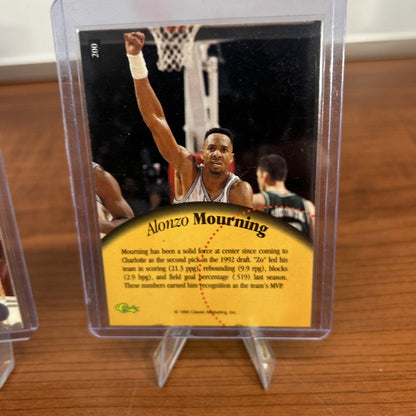 200
Alonzo Mourning
Mourning has been a solid force at center since coming to
Charlotte as the second pick in the 1992 draft. "Zo" led his
team in scoring (21.3 ppg), rebounding (9.9 rpg), blocks
(2.9 bpg), and field goal percentage (.519) last season.
These numbers earned him recognition as the team's MVP.
© 1995 Classic Marketing, Inc.